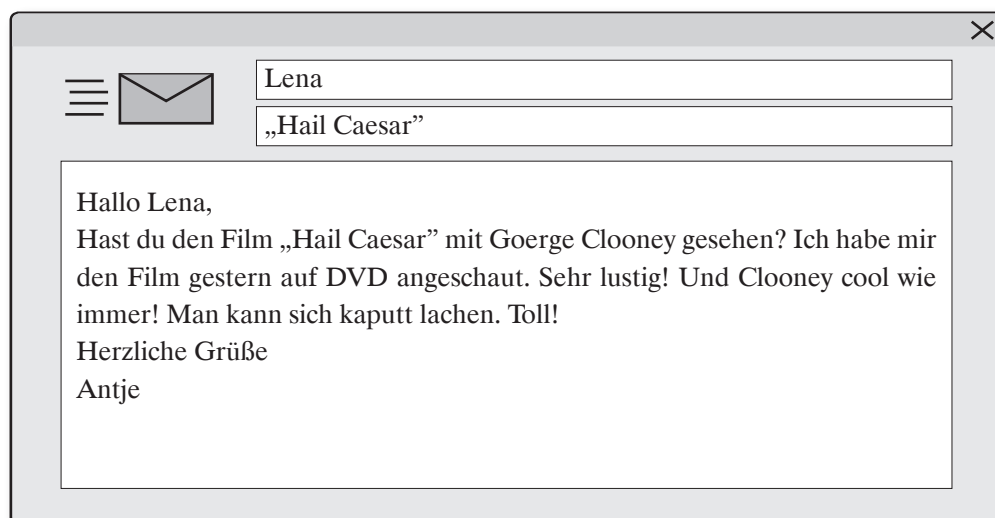 Lena
„Hail Caesar”
Hallo Lena,
Hast du den Film „Hail Caesar” mit Goerge Clooney gesehen? Ich habe mir
den Film gestern auf DVD angeschaut. Sehr lustig! Und Clooney cool wie
immer! Man kann sich kaputt lachen. Toll!
Herzliche Grüße
Antje